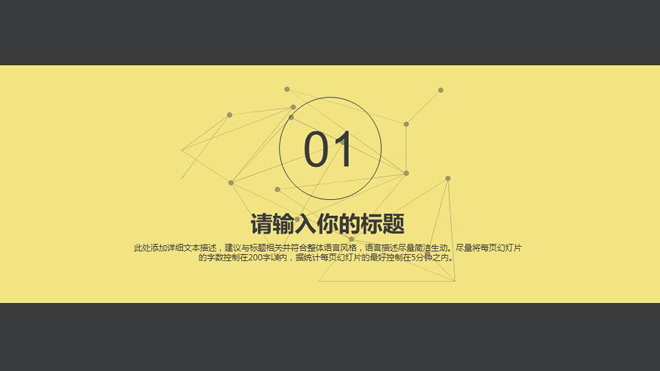 01
请输入你的标题
此处添加详细文本描述，建议与标题相关并符合整体语言风格，语言描述尽量简洁生动。尽量将每页幻灯片
的字数控制在200字以内，据统计每页幻灯片的最好控制在5分钟之内。